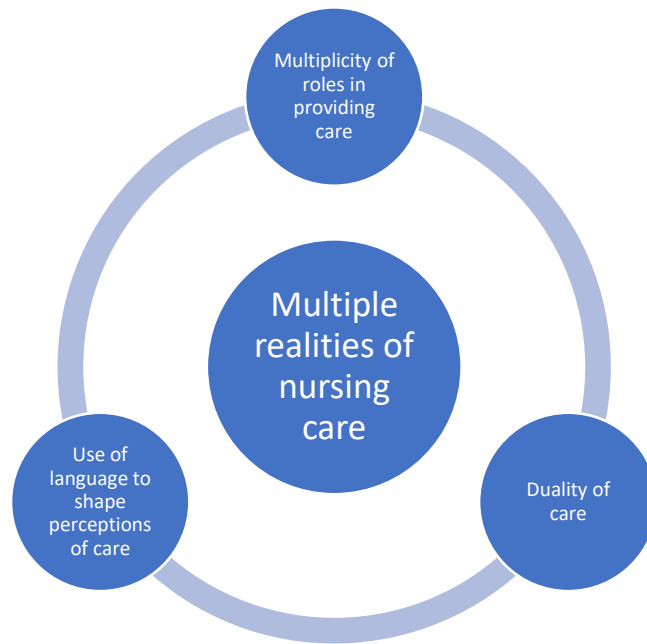 Multiplicity of
roles in
providing
care
Multiple
realities of
nursing
care
Use of
language to
shape
perceptions
of care
Duality of
care